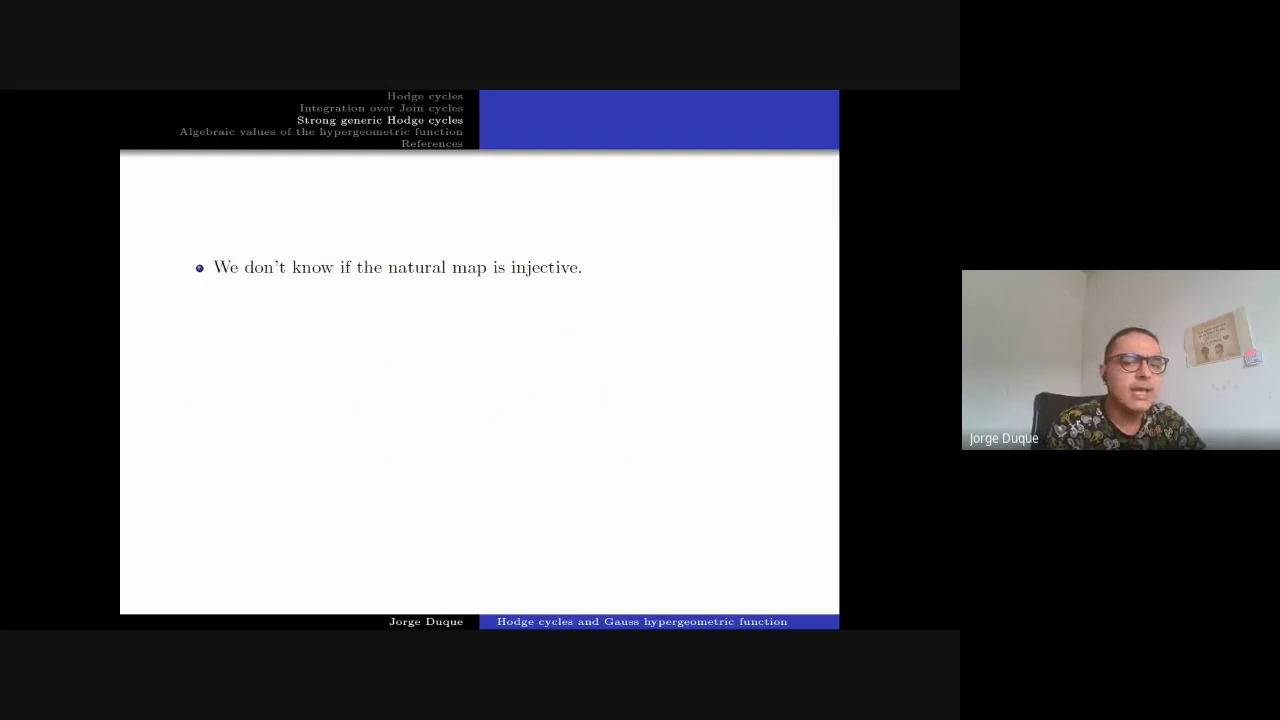 Hodge cycles
Integration over Join cycles
Strong generic Hodge cycles
Algebraic values of the hypergeometric function
References
We don't know if the natural map is injective.
Jorge Duque
Jorge Duque
Hodge cycles and Gauss hypergeometric function